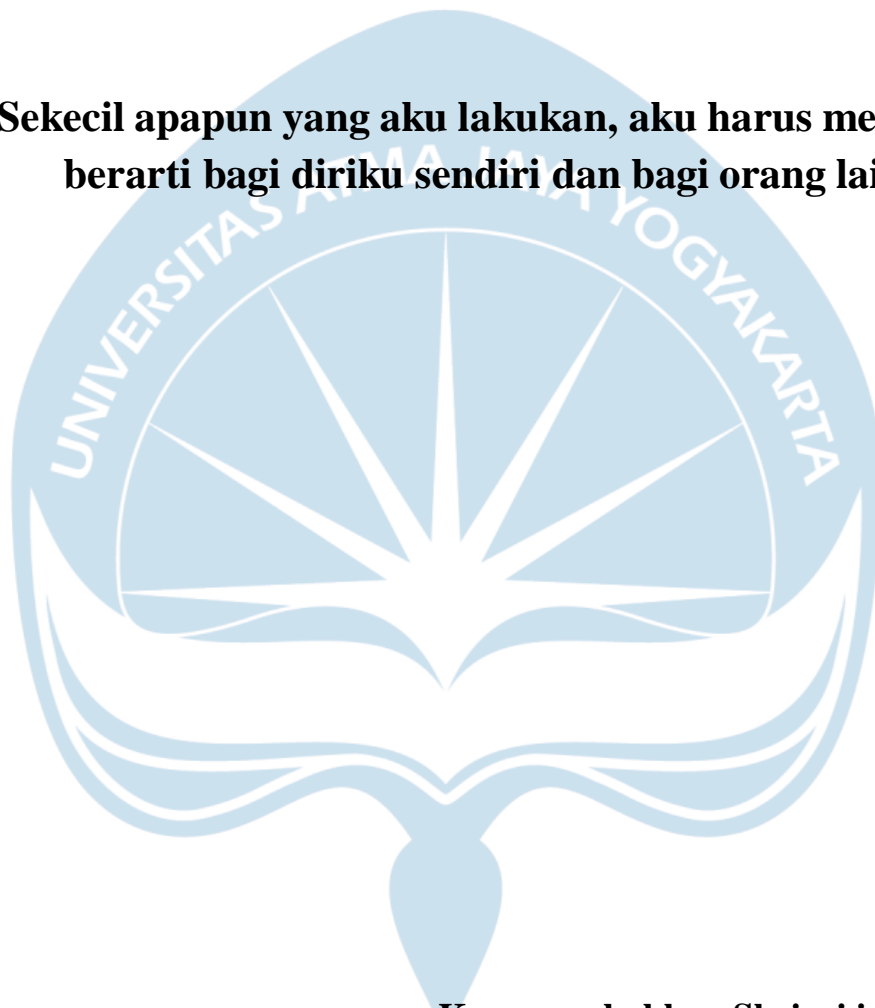 Sekecil apapun yang aku lakukan, aku harus me
berarti bagi diriku sendiri dan bagi orang lai
UNIVERSITAS ATMA JAYA YOGYAKARTA